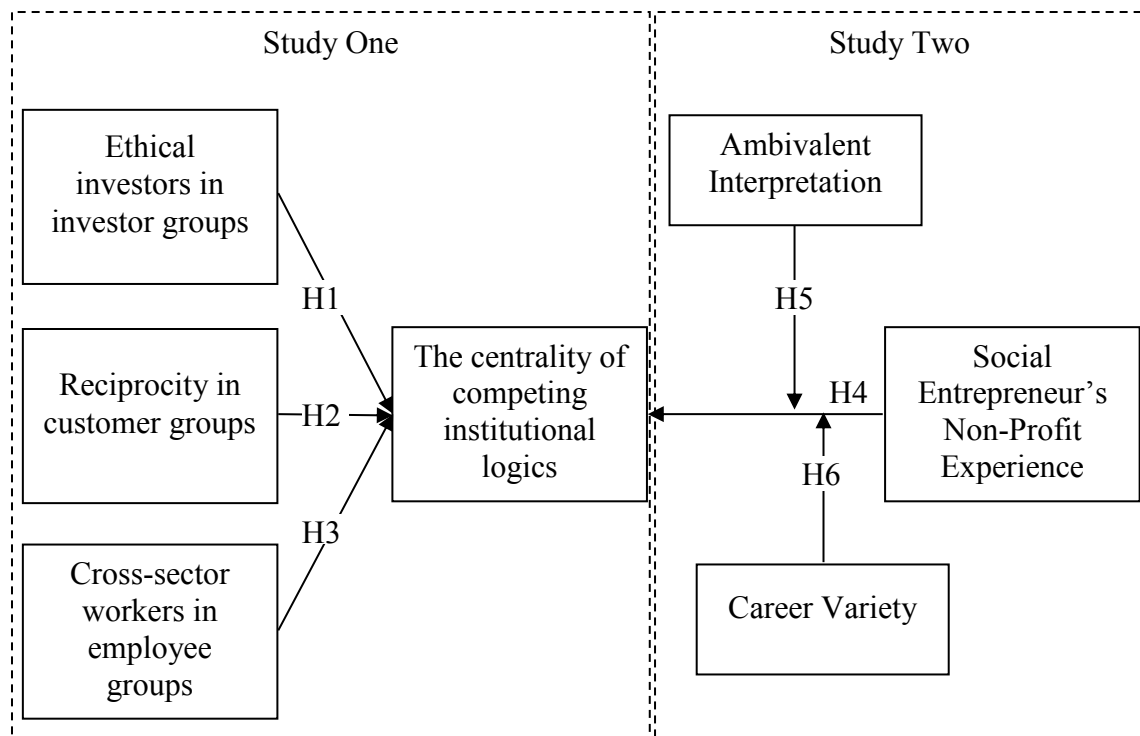 Study One
Ethical
investors in
investor groups
H1
Reciprocity in
customer groups
H2
Cross-sector
workers in
employee
groups
H3
The centrality of
competing
institutional
logics
Study Two
Ambivalent
Interpretation
H5
H4
Social
Entrepreneur’s
Non-Profit
Experience
H6
Career Variety